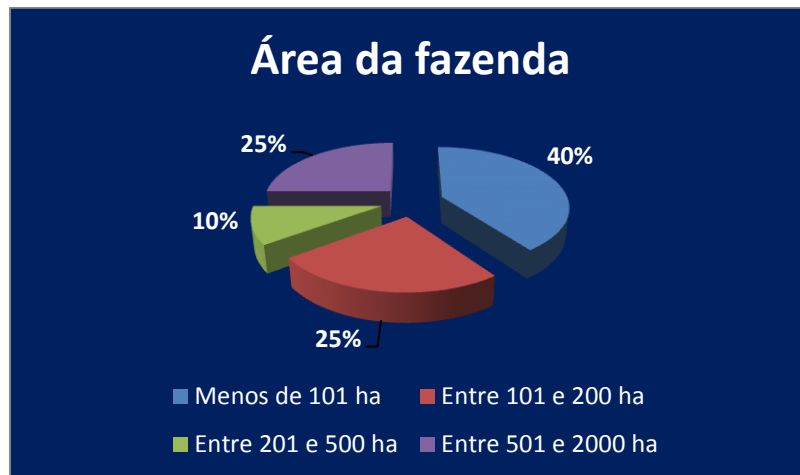 Área da fazenda
25%
40%
10%
25%
Menos de 101 ha
Entre 101 e 200 ha
Entre 201 e 500 ha
Entre 501 e 2000 ha